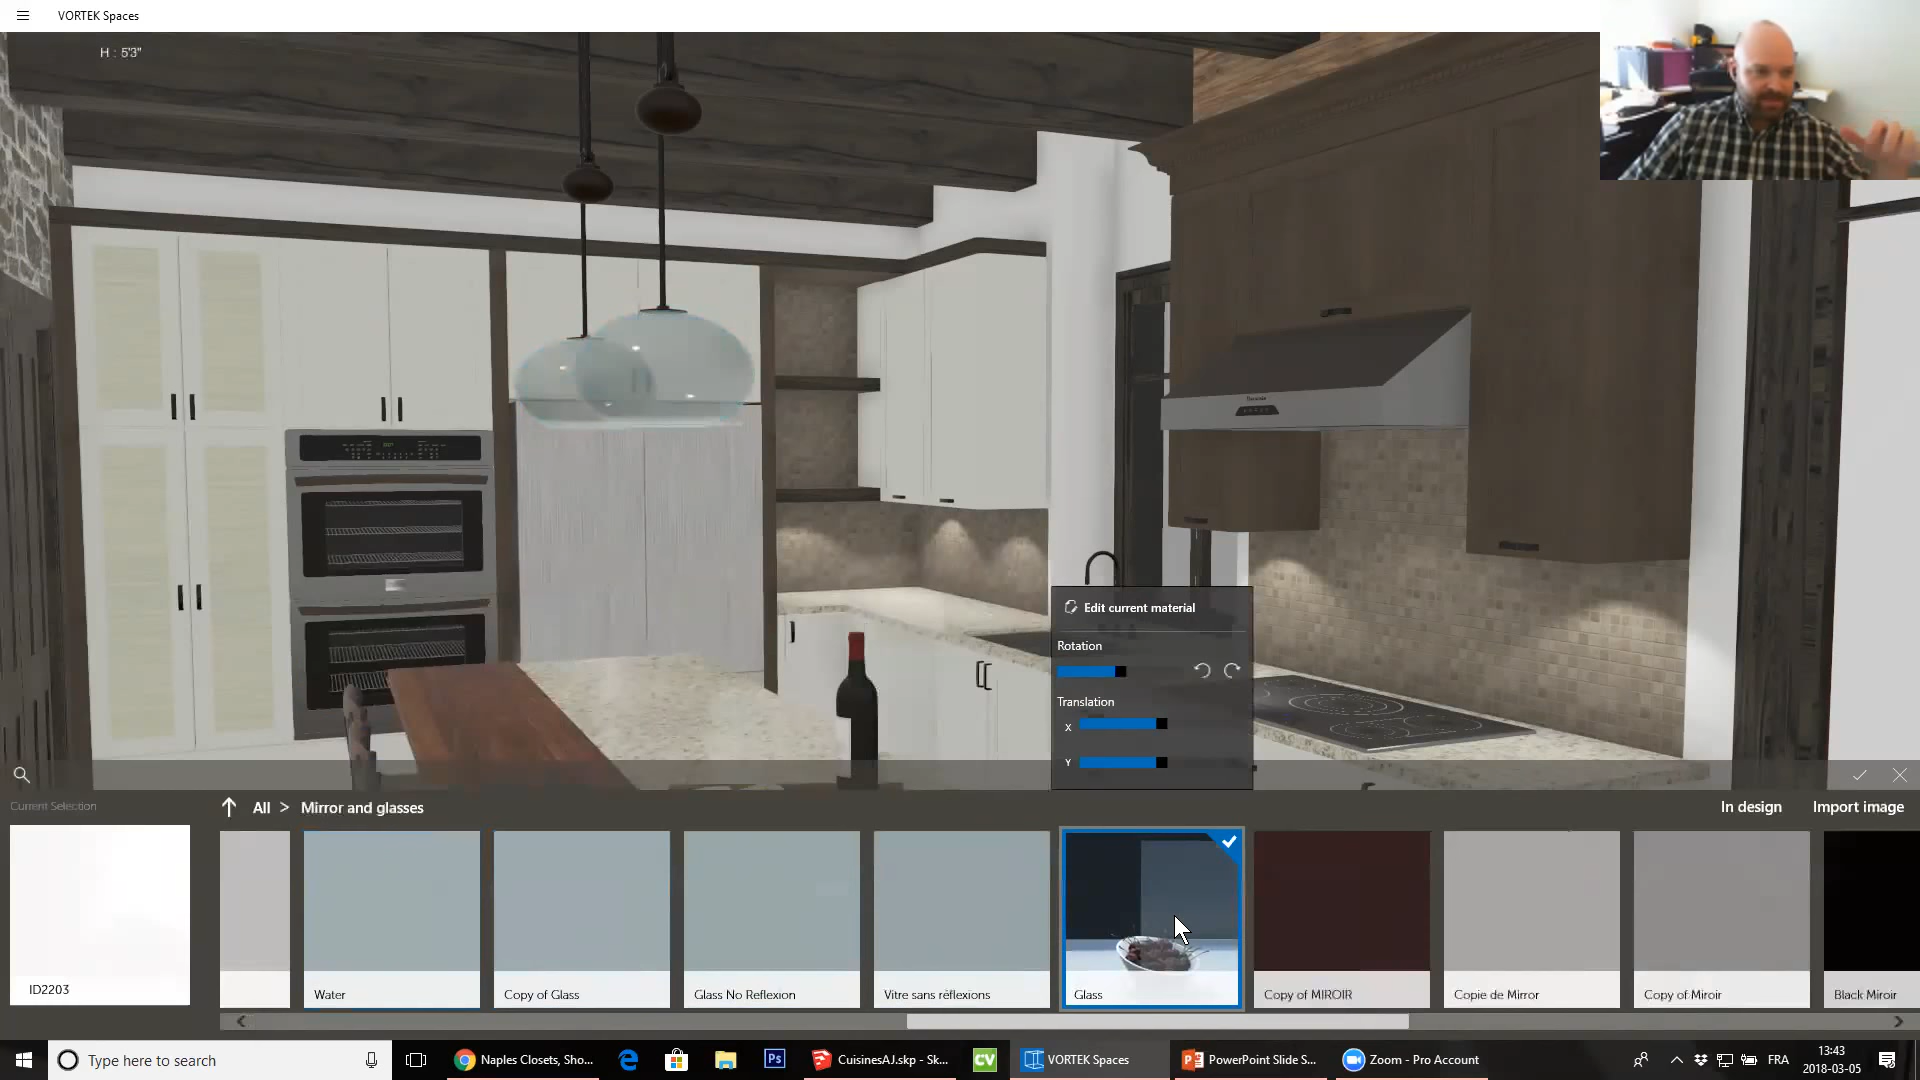 VORTEK Spaces
H : 5'3"
Edit current material
Rotation
Translation
X
Y
Current Selection
All > Mirror and glasses
In design
Import image
ID2203
Water
Copy of Glass
Glass No Reflexion
Vitre sans réflexions
Glass
Copy of MIROIR
Copie de Mirror
Copy of Miroir
Black Miroir
Type here to search
Naples Closets, Sho...
Ps
CuisinesAJ.skp - Sk...
CV
VORTEK Spaces
PowerPoint Slide S...
Zoom - Pro Account
FRA
13:43
2018-03-05